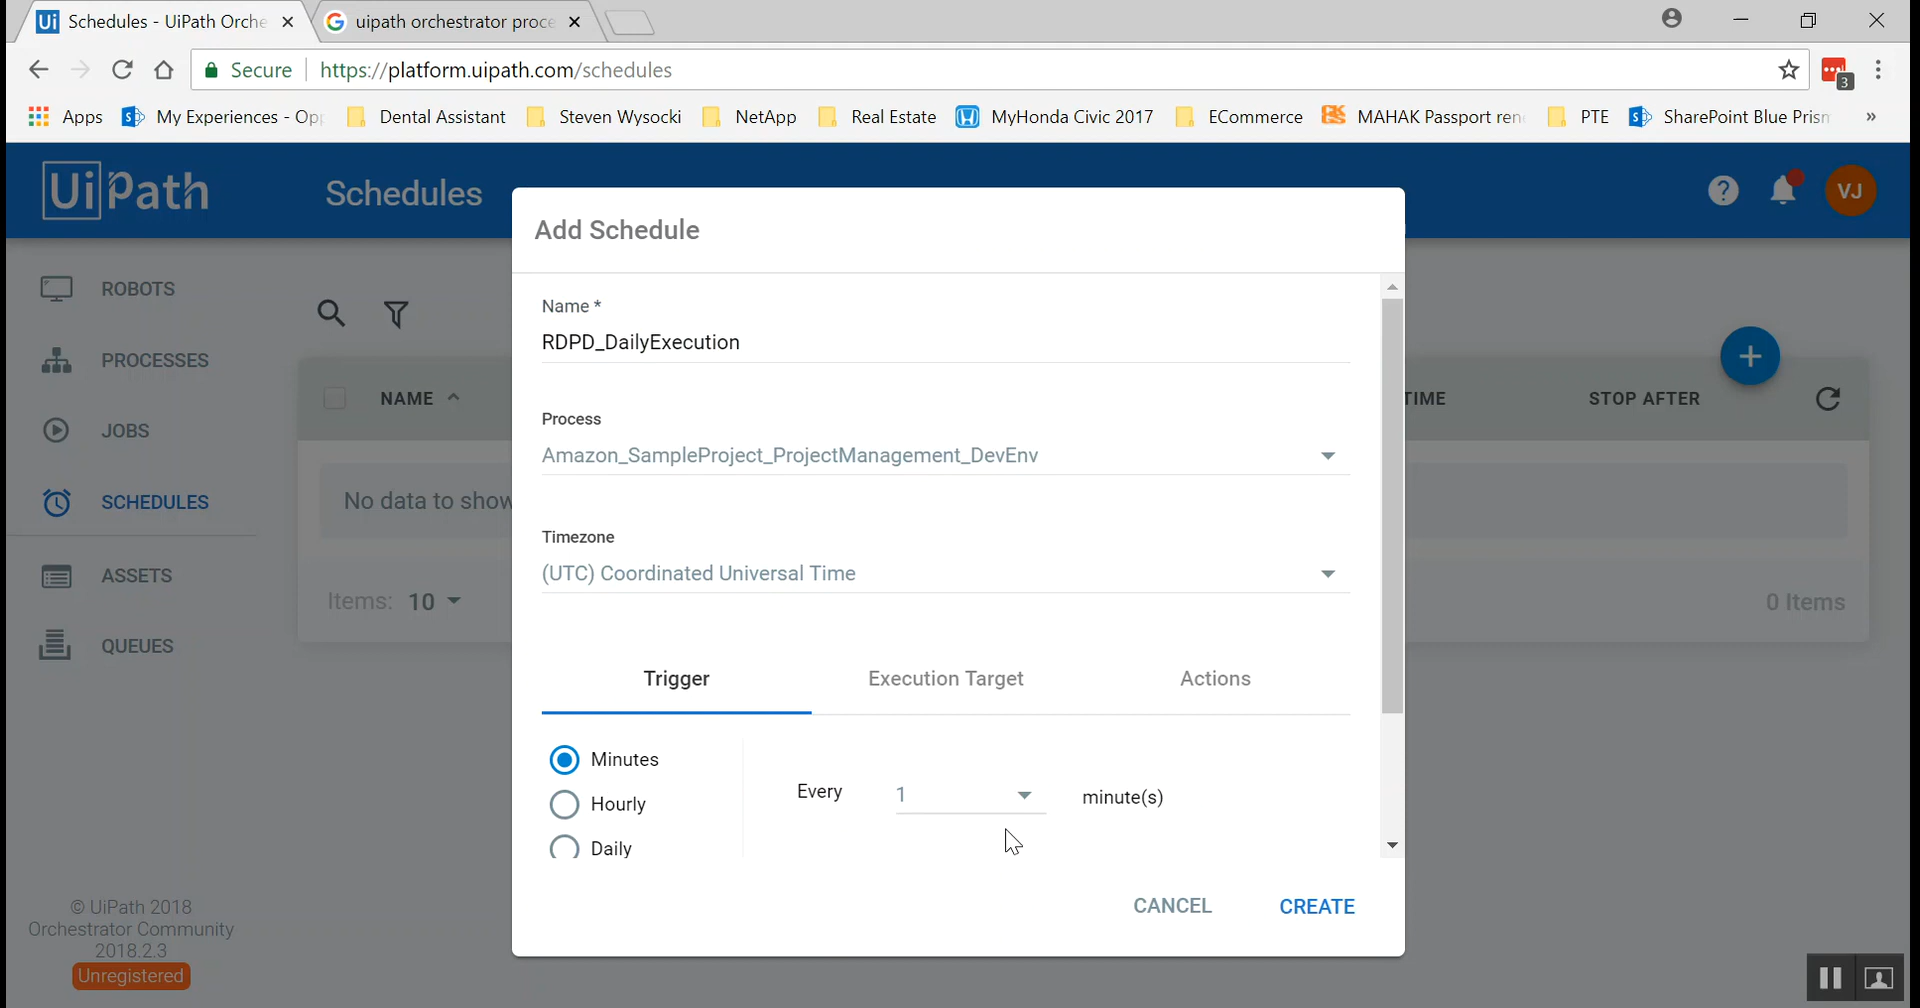 Schedules - UiPath Orche
uipath orchestrator proce
Secure
https://platform.uipath.com/schedules
3
Apps
My Experiences - Op
Dental Assistant
Steven Wysocki
NetApp
Real Estate
MyHonda Civic 2017
ECommerce
MAHAK Passport ren
PTE
SharePoint Blue Prism
»
UiPath
Schedules
VJ
ROBOTS
PROCESSES
JOBS
SCHEDULES
ASSETS
QUEUES
NAME
TIME
STOP AFTER
No data to show
Items: 10
0 Items
Add Schedule
Name *
RDPD_DailyExecution
Process
Amazon_SampleProject_ProjectManagement_DevEnv
Timezone
(UTC) Coordinated Universal Time
Trigger
Execution Target
Actions
Minutes
Hourly
Daily
Every 1 minute(s)
CANCEL
CREATE
© UiPath 2018
Orchestrator Community
2018.2.3
Unregistered